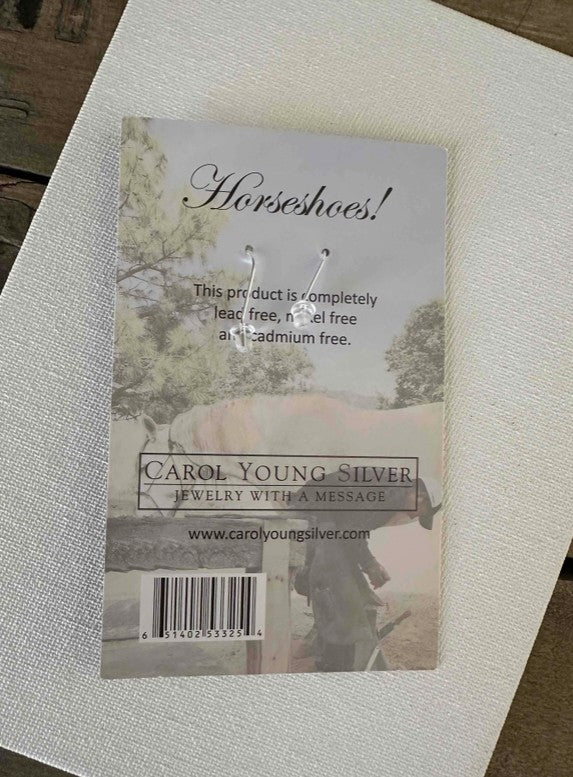 Horseshoes!
This product is completely
lead free, nickel free
and cadmium free.
CAROL YOUNG SILVER
JEWELRY WITH A MESSAGE
www.carolyoungsilver.com
6 51402 53325 4